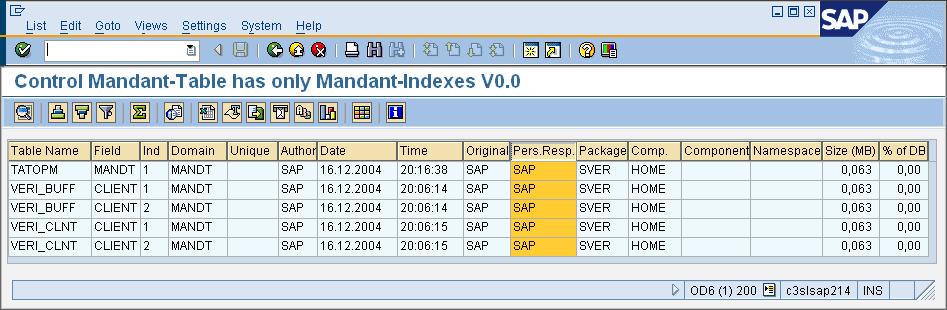 List Edit Goto Views Settings System Help
SAP
Control Mandant-Table has only Mandant-Indexes V0.0
Table Name Field Ind Domain Unique Author Date Time Original Pers.Resp. Package Comp. Component Namespace Size (MB) % of DB
TATOPM MANDT 1 MANDT SAP 16.12.2004 20:16:38 SAP SAP SVER HOME 0,063 0,00
VERI_BUFF CLIENT 1 MANDT SAP 16.12.2004 20:06:14 SAP SAP SVER HOME 0,063 0,00
VERI_BUFF CLIENT 2 MANDT SAP 16.12.2004 20:06:14 SAP SAP SVER HOME 0,063 0,00
VERI_CLNT CLIENT 1 MANDT SAP 16.12.2004 20:06:15 SAP SAP SVER HOME 0,063 0,00
VERI_CLNT CLIENT 2 MANDT SAP 16.12.2004 20:06:15 SAP SAP SVER HOME 0,063 0,00
OD6 (1) 200 c3slsap214 INS